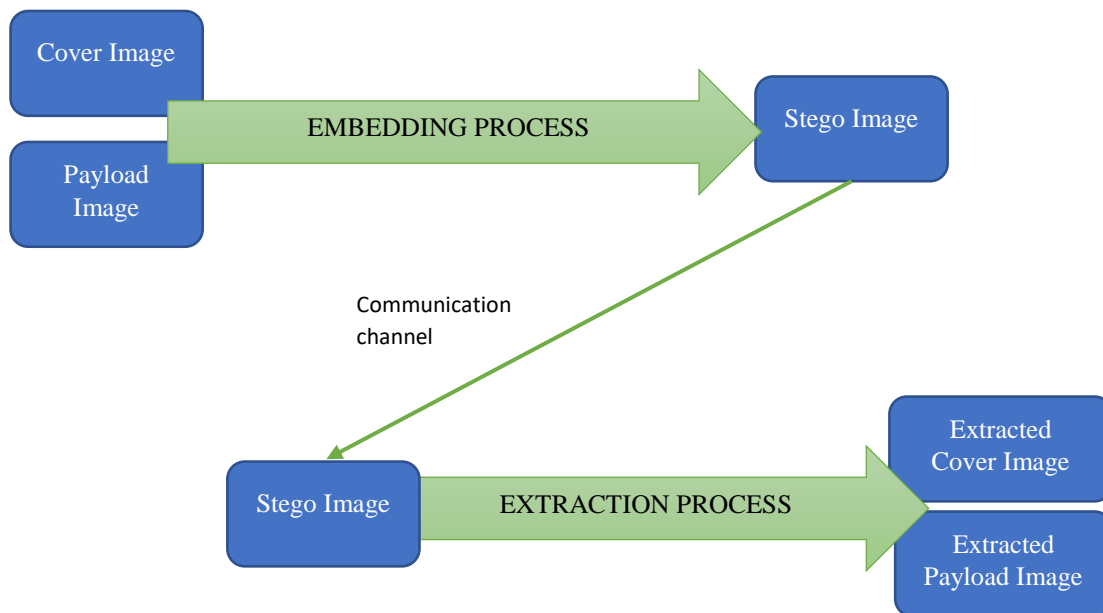 Cover Image
EMBEDDING PROCESS
Stego Image
Payload
Image
Communication
channel
Stego Image
EXTRACTION PROCESS
Extracted
Cover Image
Extracted
Payload Image